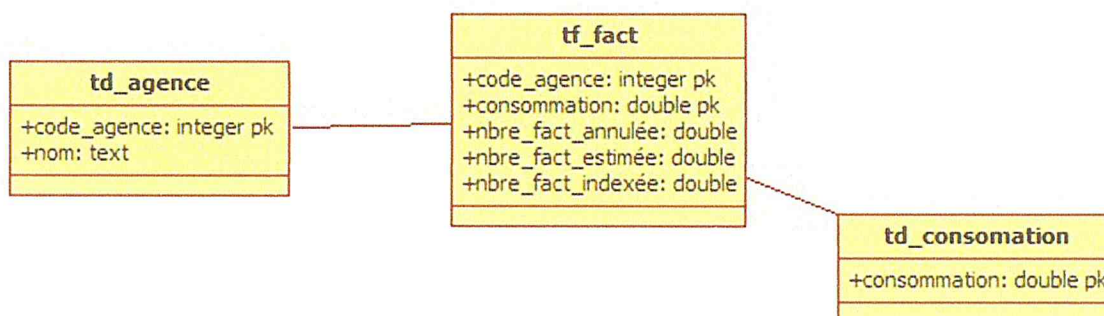 td_agence
+code_agence: integer pk
+nom: text
tf_fact
+code_agence: integer pk
+consommation: double pk
+nbre_fact_annulée: double
+nbre_fact_estimée: double
+nbre_fact_indexée: double
td_consomation
+consommation: double pk